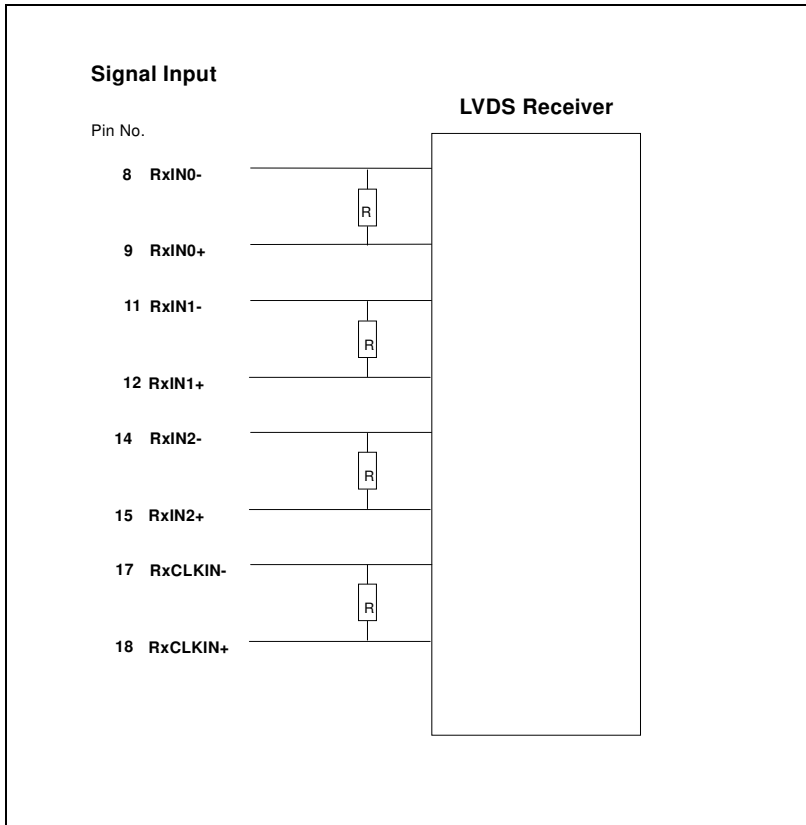 Signal Input
LVDS Receiver
Pin No.
8 RxIN0-
R
9 RxIN0+
11 RxIN1-
R
12 RxIN1+
14 RxIN2-
R
15 RxIN2+
17 RxCLKIN-
R
18 RxCLKIN+